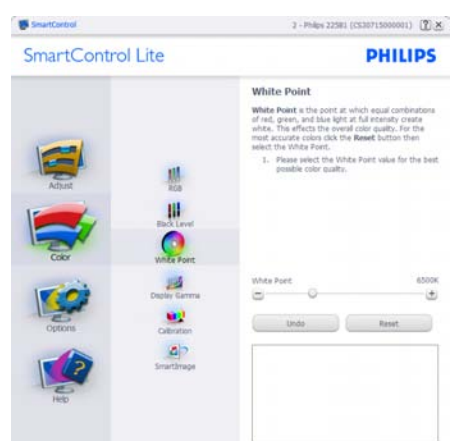 SmartControl
2 - Philips 225B1 (CS30715000001)
SmartControl Lite
PHILIPS
Adjust
Color
Options
Help
RGB
Black Level
White Point
Display Gamma
Calibration
SmartImage
White Point
White Point is the point at which equal combinations
of red, green, and blue light at full intensity create
white. This effects the overall color quality. For the
most accurate colors click the Reset button then
select the White Point.
1. Please select the White Point value for the best
possible color quality.
White Point
6500K
Undo
Reset